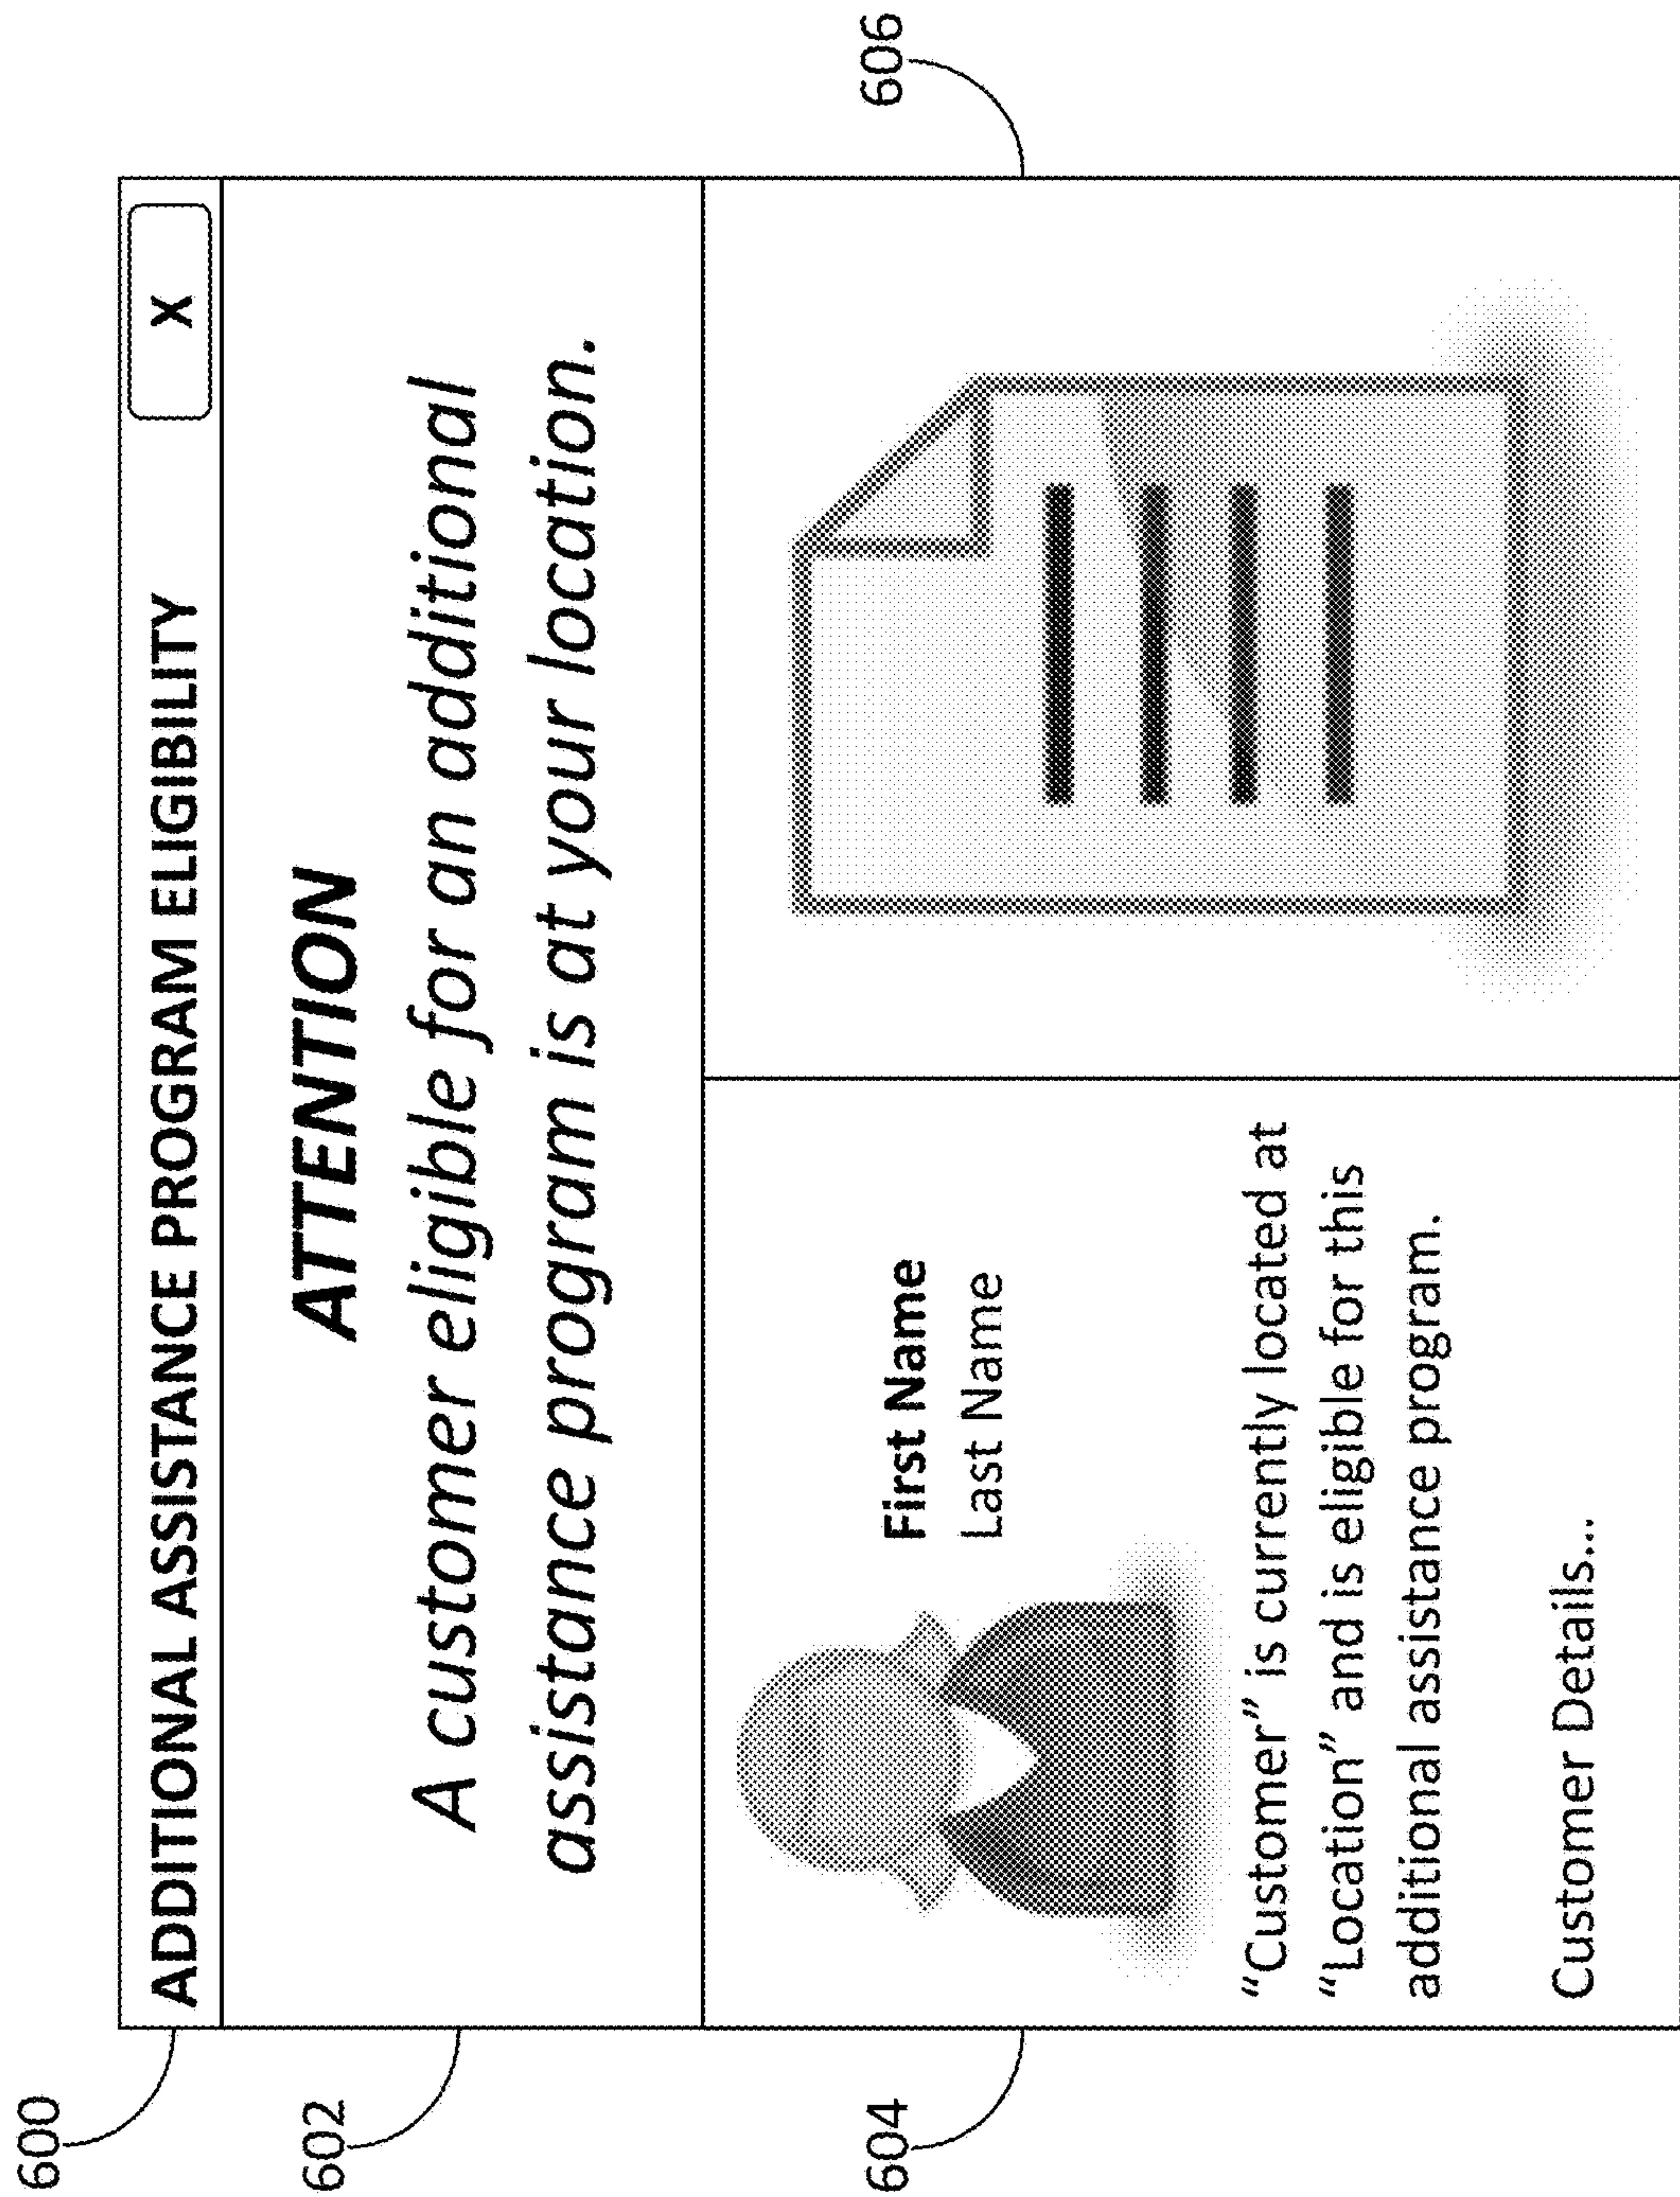 600
ADDITIONAL ASSISTANCE PROGRAM ELIGIBILITY
X
602
ATTENTION
A customer eligible for an additional
assistance program is at your location.
604
First Name
Last Name
“Customer” is currently located at
“Location” and is eligible for this
additional assistance program.
Customer Details...
606